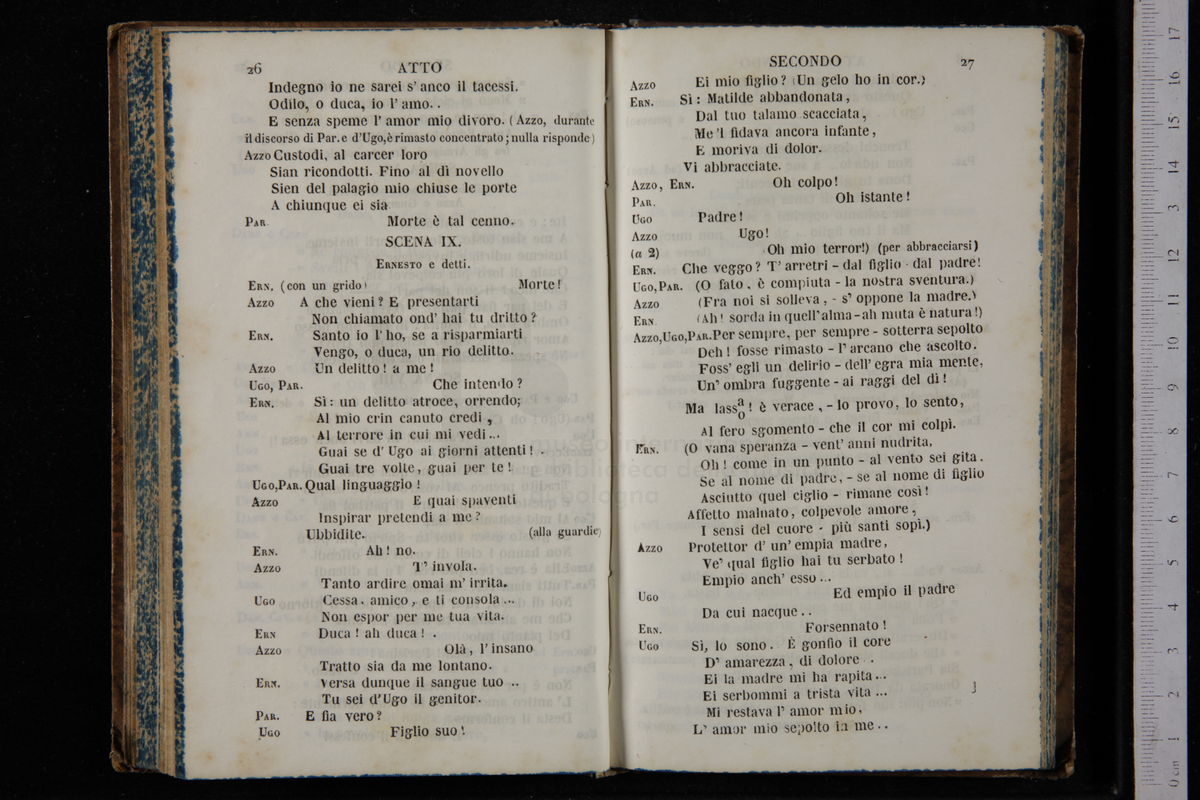 26 ATTO
Indegno io ne sarei s' anco il tacessi.
Odilo, o duca, io l' amo..
E senza speme l' amor mio divoro. (Azzo, durante
il discorso di Par. e d'Ugo, è rimasto concentrato; nulla risponde)
Azzo Custodi, al carcer loro
Sian ricondotti. Fino al dì novello
Sien del palagio mio chiuse le porte
A chiunque ei sia
Par. Morte è tal cenno.
SCENA IX.
Ernesto e detti.
Ern. (con un grido) Morte!
Azzo A che vieni? E presentarti
Non chiamato ond' hai tu dritto?
Ern. Santo io l' ho, se a risparmiarti
Vengo, o duca, un rio delitto.
Azzo Un delitto! a me!
Ugo, Par. Che intendo?
Ern. Sì: un delitto atroce, orrendo;
Al mio crin canuto credi,
Al terrore in cui mi vedi...
Guai se d' Ugo ai giorni attenti! .
Guai tre volte, guai per te!
Ugo, Par. Qual linguaggio!
Azzo E quai spaventi
Inspirar pretendi a me?
Ubbidite. (alla guardie)
Ern. Ah! no.
Azzo T' invola.
Tanto ardire omai m' irrita.
Ugo Cessa, amico, e ti consola...
Non espor per me tua vita.
Ern Duca! ah duca! .
Azzo Olà, l' insano
Tratto sia da me lontano.
Ern. Versa dunque il sangue tuo ..
Tu sei d'Ugo il genitor.
Par. E fia vero?
Ugo Figlio suo!
SECONDO 27
Azzo Ei mio figlio? (Un gelo ho in cor.)
Ern. Sì: Matilde abbandonata,
Dal tuo talamo scacciata,
Me 'l fidava ancora infante,
E moriva di dolor.
Vi abbracciate.
Azzo, Ern. Oh colpo!
Par. Oh istante!
Ugo Padre!
Azzo Ugo!
(a 2) (Oh mio terror!) (per abbracciarsi)
Ern. Che veggo? T' arretri - dal figlio - dal padre!
Ugo, Par. (O fato, è compiuta - la nostra sventura.)
Azzo (Fra noi si solleva, - s' oppone la madre.)
Ern (Ah! sorda in quell' alma - ah muta è natura!)
Azzo, Ugo, Par. Per sempre, per sempre - sotterra sepolto
Deh! fosse rimasto - l' arcano che ascolto.
Foss' egli un delirio - dell' egra mia mente,
Un' ombra fuggente - ai raggi del dì!
Ma lassa/o! è verace, - lo provo, lo sento,
Al fero sgomento - che il cor mi colpì.
Ern. (O vana speranza - vent' anni nudrita,
Oh! come in un punto - al vento sei gita.
Se al nome di padre, - se al nome di figlio
Asciutto quel ciglio - rimane così!
Affetto malnato, colpevole amore,
I sensi del cuore - più santi sopì.)
Azzo Protettor d' un' empia madre,
Ve' qual figlio hai tu serbato!
Empio anch' esso...
Ugo Ed empio il padre
Da cui nacque..
Ern. Forsennato!
Ugo Sì, lo sono. È gonfio il core
D' amarezza, di dolore .
Ei la madre mi ha rapita...
Ei serbommi a trista vita ...
Mi restava l' amor mio,
L' amor mio sepolto in me..